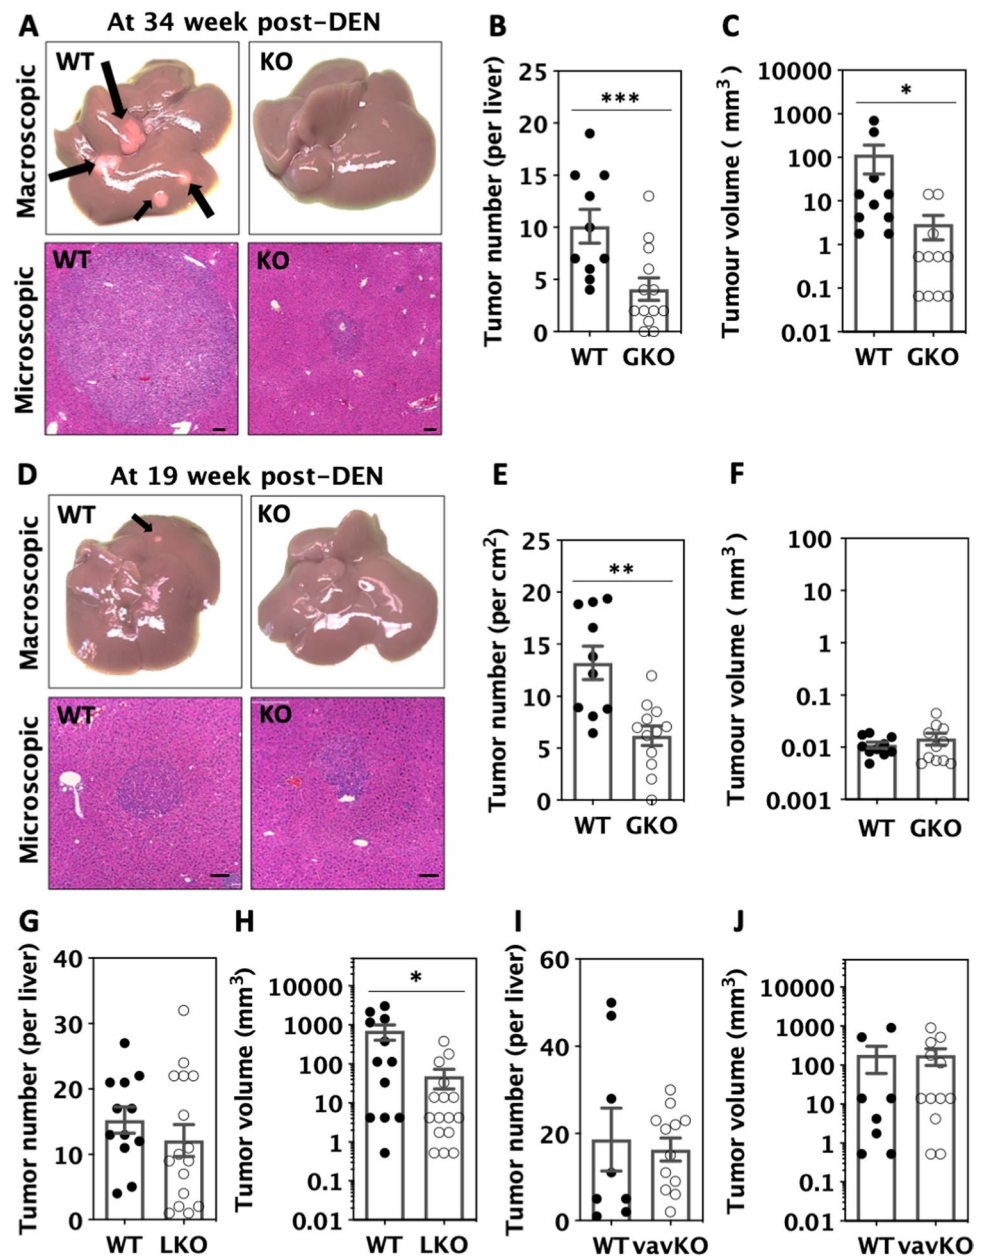 A
At 34 week post-DEN
Macroscopic
WT
KO
Microscopic
WT
KO
B
Tumor number (per liver)
25
20
15
10
5
0
***
WT GKO
C
Tumour volume ( mm³ )
10000
1000
100
10
1
0.1
0.01
*
WT GKO
D
At 19 week post-DEN
Macroscopic
WT
KO
Microscopic
WT
KO
E
Tumor number (per cm²)
25
20
15
10
5
0
**
WT GKO
F
Tumour volume ( mm³ )
100
10
1
0.1
0.01
0.001
WT GKO
G
Tumor number (per liver)
40
30
20
10
0
WT LKO
H
Tumor volume (mm³)
10000
1000
100
10
1
0.1
0.01
*
WT LKO
I
Tumor number (per liver)
60
40
20
0
WT vavKO
J
Tumor volume (mm³)
10000
1000
100
10
1
0.1
0.01
WT vavKO